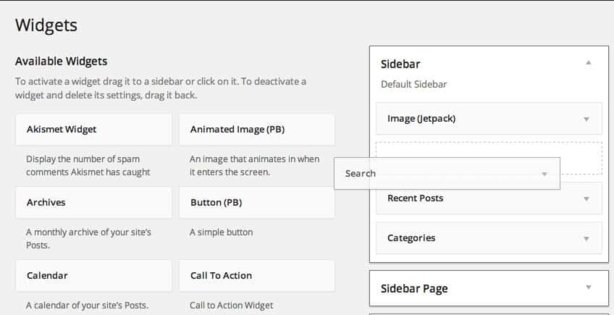 Widgets
Available Widgets
To activate a widget drag it to a sidebar or click on it. To deactivate a
widget and delete its settings, drag it back.
Akismet Widget
Animated Image (PB)
Display the number of spam
comments Akismet has caught
An image that animates in when
it enters the screen.
Archives
Button (PB)
A monthly archive of your site's
Posts.
A simple button
Calendar
Call To Action
A calendar of your site's Posts.
Call to Action Widget
Sidebar
Default Sidebar
Image (Jetpack)
Search
Recent Posts
Categories
Sidebar Page